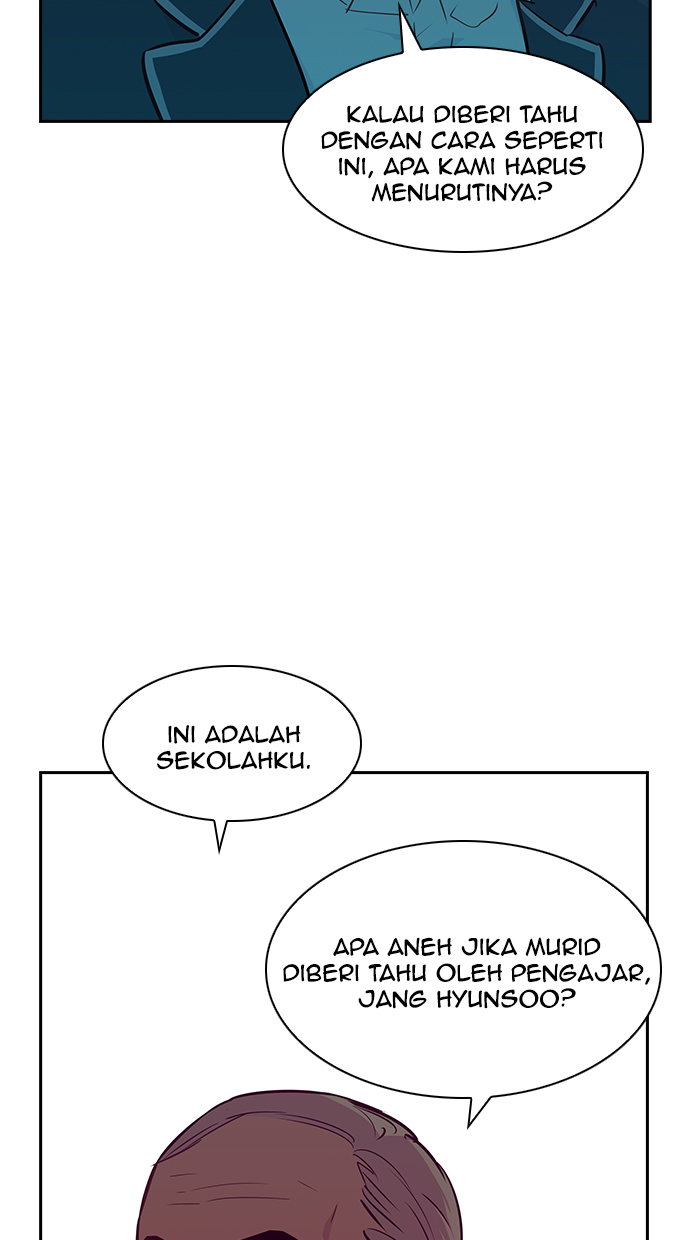 KALAU DIBERI TAHU
DENGAN CARA SEPERTI
INI, APA KAMI HARUS
MENURUTINYA?
INI ADALAH
SEKOLAHKU.
APA ANEH JIKA MURID
DIBERI TAHU OLEH PENGAJAR,
JANG HYUNSOO?